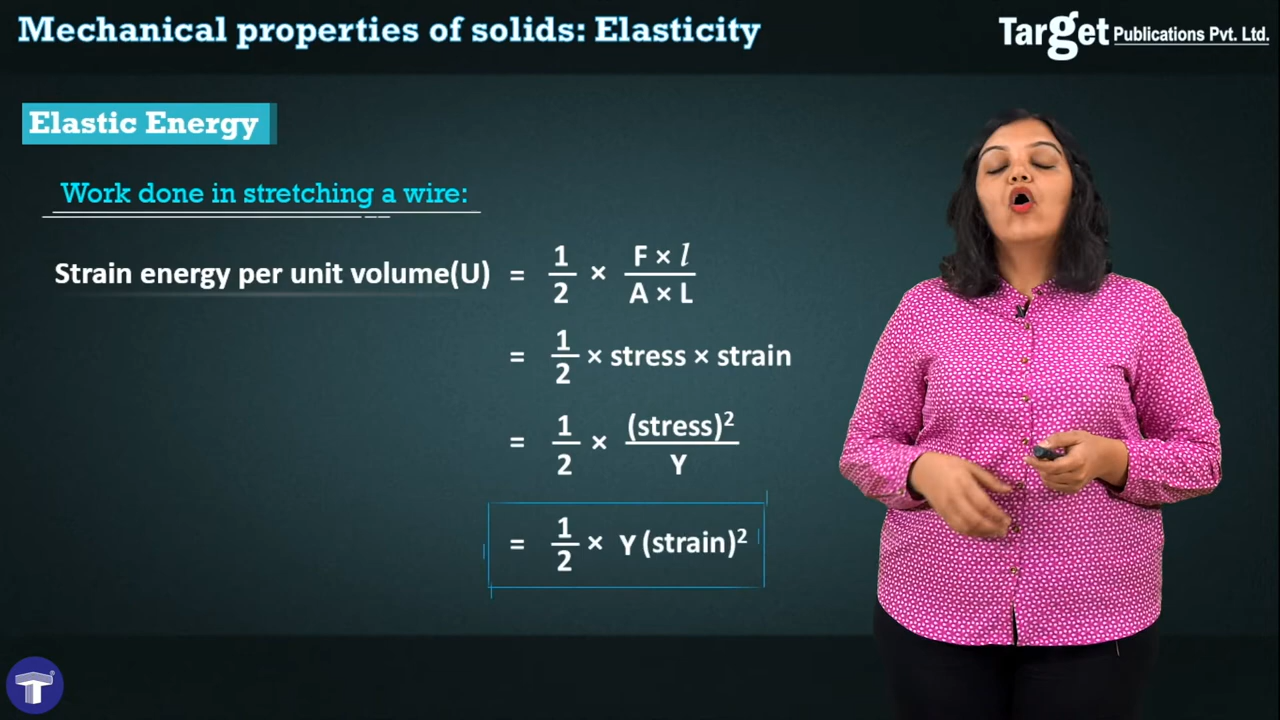 Mechanical properties of solids: Elasticity
Target Publications Pvt. Ltd.
Elastic Energy
Work done in stretching a wire:
Strain energy per unit volume(U) = 1/2 × F × l / A × L
= 1/2 × stress × strain
= 1/2 × (stress)² / Y
= 1/2 × Y (strain)²
T